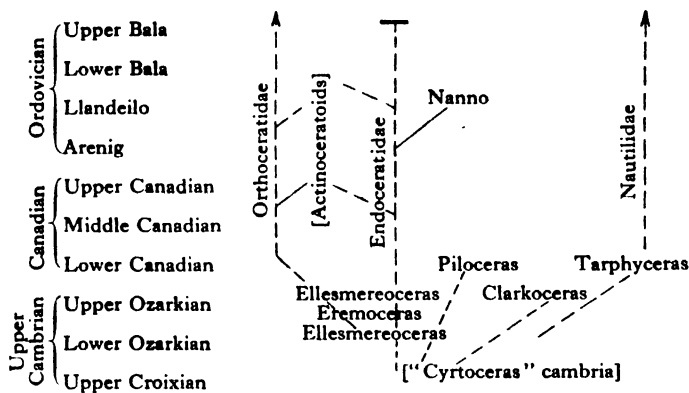 Ordovician
Upper Bala
Lower Bala
Llandeilo
Arenig
Canadian
Upper Canadian
Middle Canadian
Lower Canadian
Upper
Cambrian
Upper Ozarkian
Lower Ozarkian
Upper Croixian
Orthoceratidae
[Actinoceratoids]
Endoceratidae
Nanno
Nautilidae
Piloceras
Tarphyceras
Ellesmereoceras
Clarkoceras
Eremoceras
Ellesmereoceras
["Cyrtoceras" cambria]